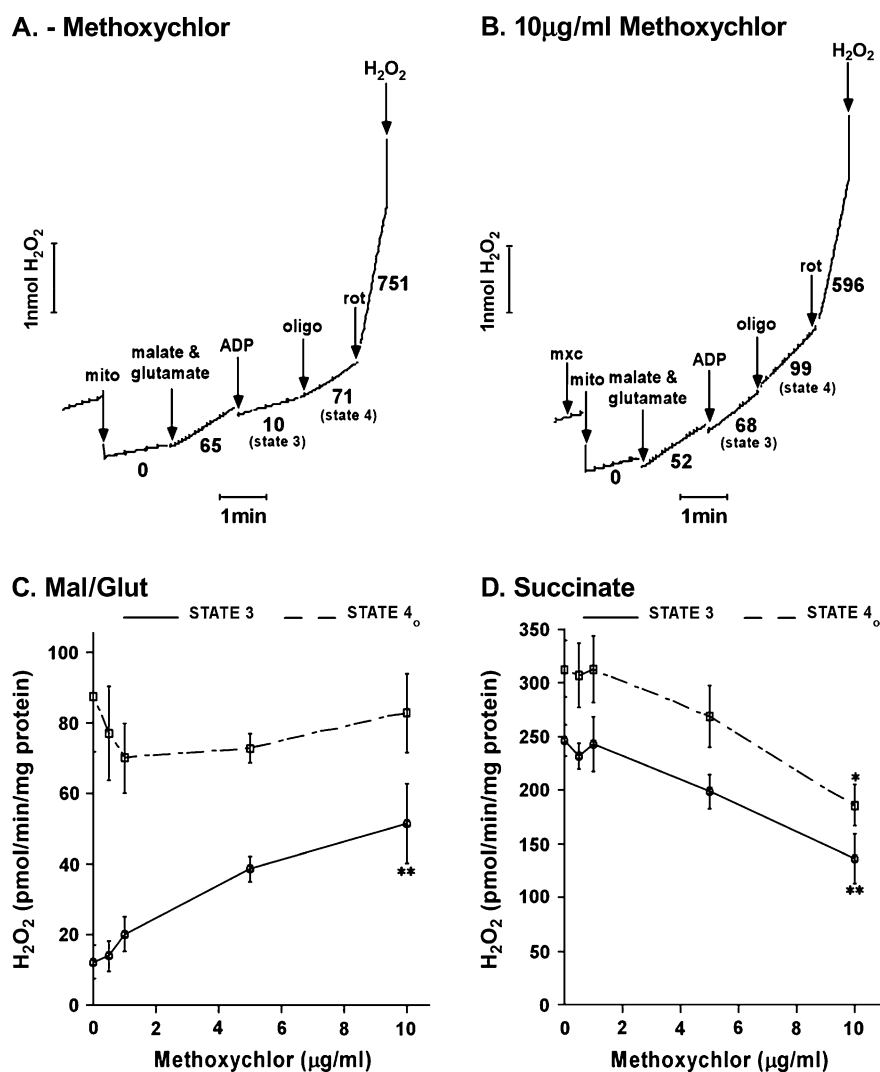 A. - Methoxychlor
H₂O₂
1nmol H₂O₂
751
rot
oligo
ADP
malate &
glutamate
mito
71
(state 4)
10
(state 3)
65
0
1min
B. 10μg/ml Methoxychlor
H₂O₂
1nmol H₂O₂
rot
596
oligo
mxc
ADP
mito
malate &
glutamate
99
(state 4)
68
(state 3)
52
0
1min
C. Mal/Glut
STATE 3
STATE 4o
H₂O₂ (pmol/min/mg protein)
100
80
60
40
20
0
**
0 2 4 6 8 10
Methoxychlor (μg/ml)
D. Succinate
STATE 3
STATE 4o
H₂O₂ (pmol/min/mg protein)
350
300
250
200
150
100
50
0
*
**
0 2 4 6 8 10
Methoxychlor (μg/ml)